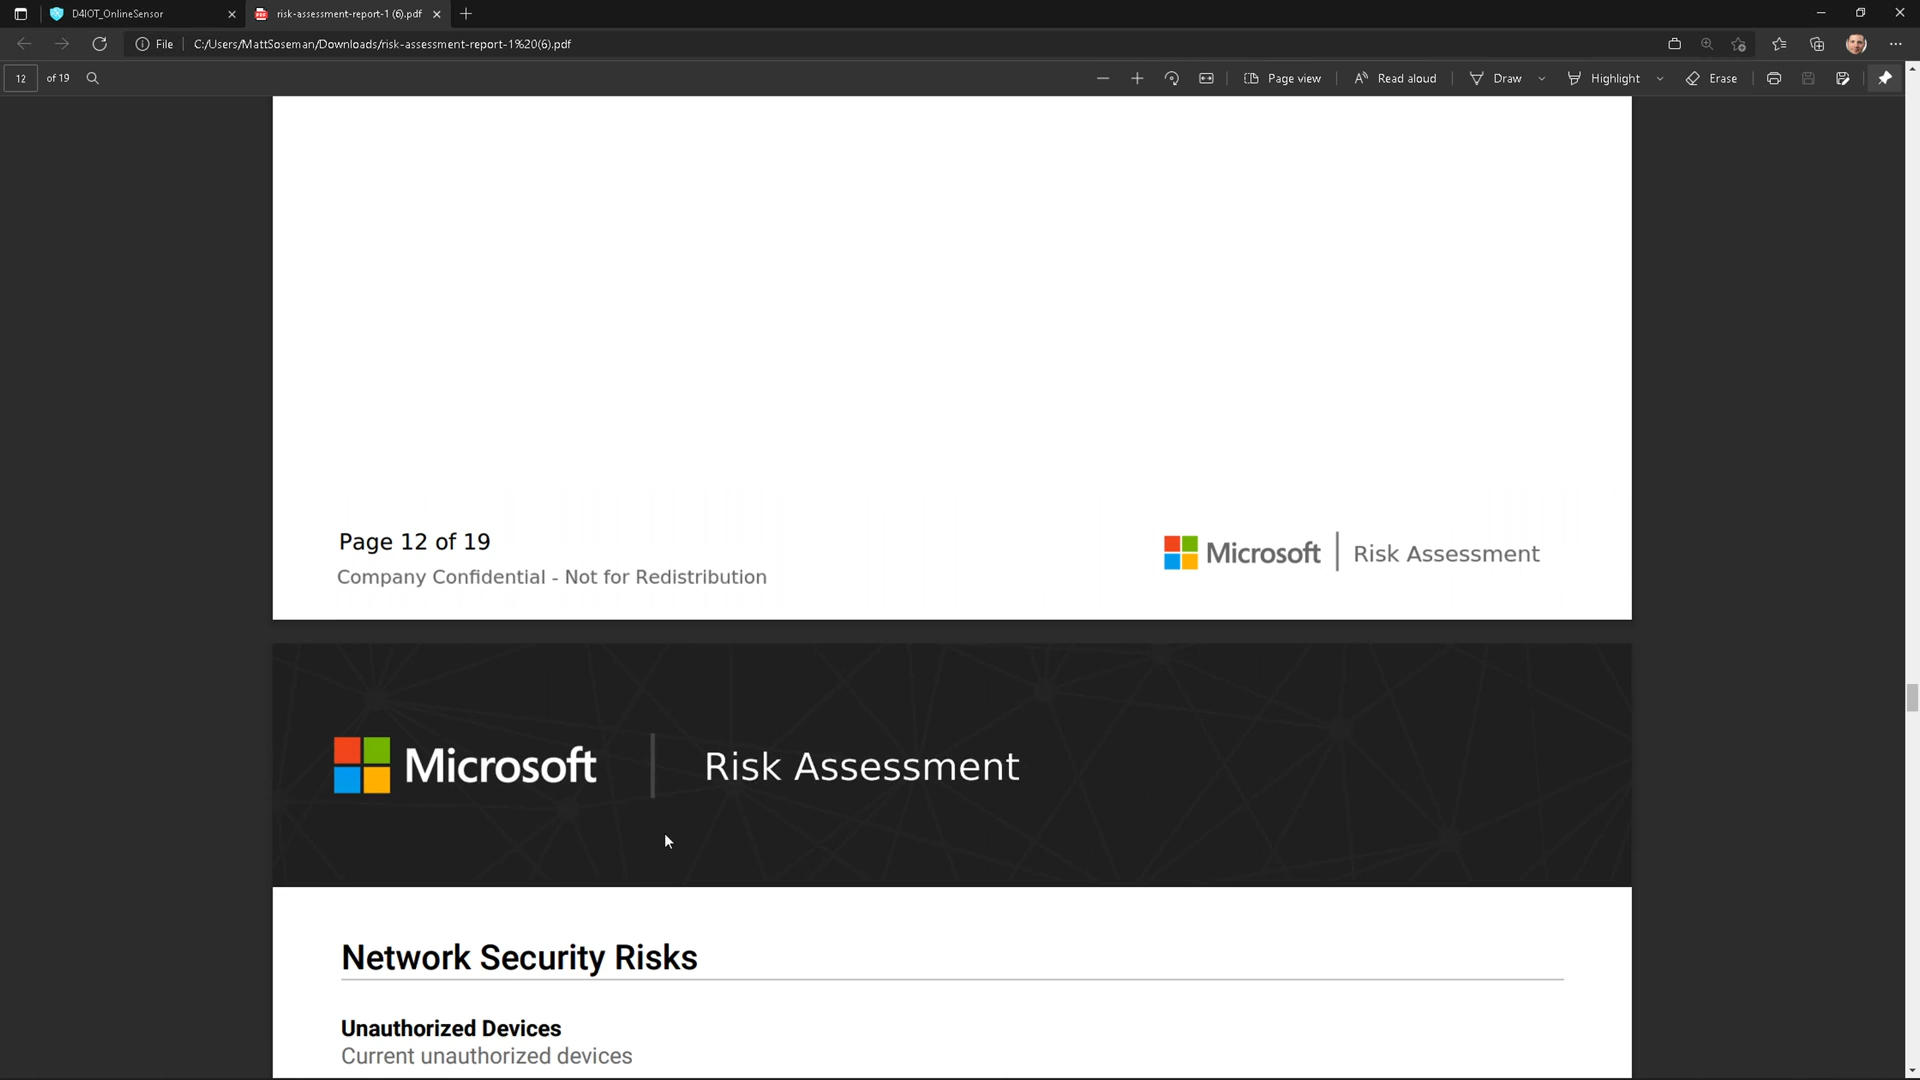 D4IOT_OnlineSensor
risk-assessment-report-1 (6).pdf
File
C:/Users/MattSoseman/Downloads/risk-assessment-report-1%20(6).pdf
12
of 19
Page view
Read aloud
Draw
Highlight
Erase
Page 12 of 19
Company Confidential - Not for Redistribution
Microsoft
Risk Assessment
Microsoft
Risk Assessment
Network Security Risks
Unauthorized Devices
Current unauthorized devices